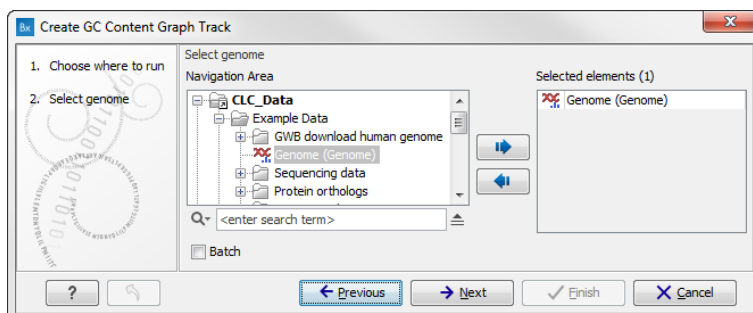 Bx Create GC Content Graph Track
1. Choose where to run
2. Select genome
Select genome
Navigation Area
CLC_Data
Example Data
GWB download human genome
Genome (Genome)
Sequencing data
Protein orthologs
<enter search term>
Batch
Selected elements (1)
Genome (Genome)
?
Previous
Next
Finish
Cancel